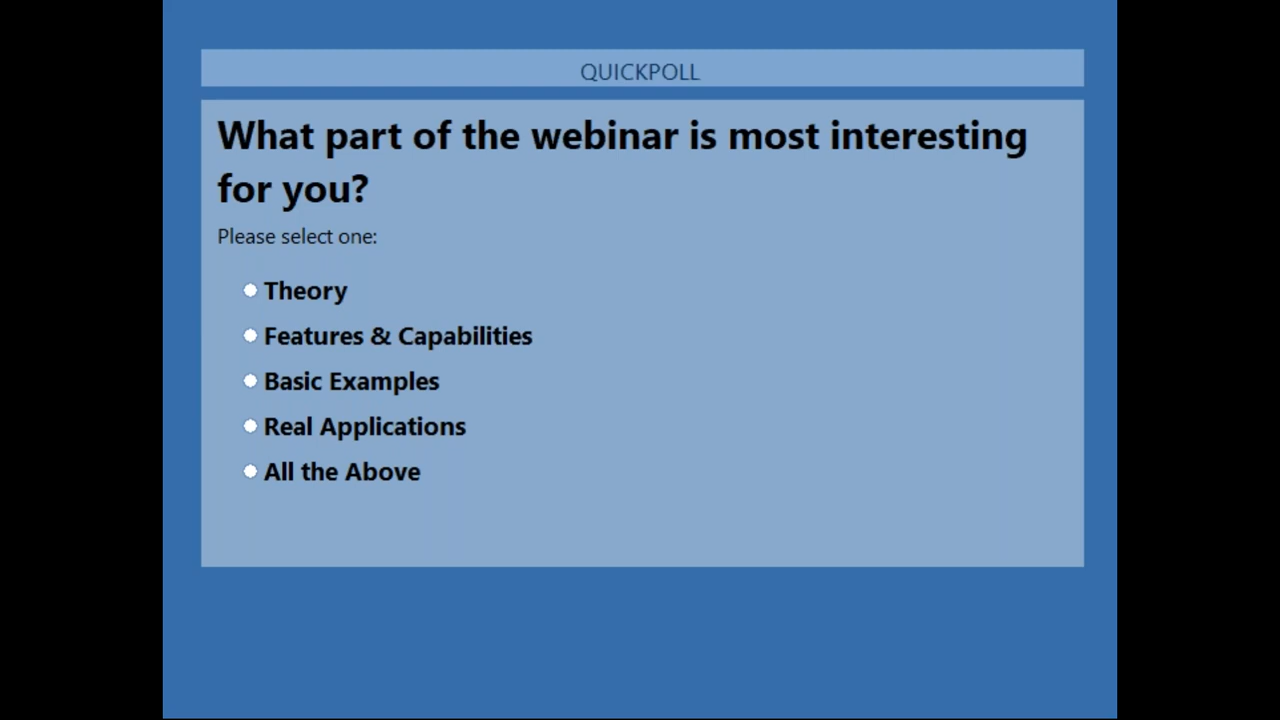 QUICKPOLL
What part of the webinar is most interesting
for you?
Please select one:
Theory
Features & Capabilities
Basic Examples
Real Applications
All the Above